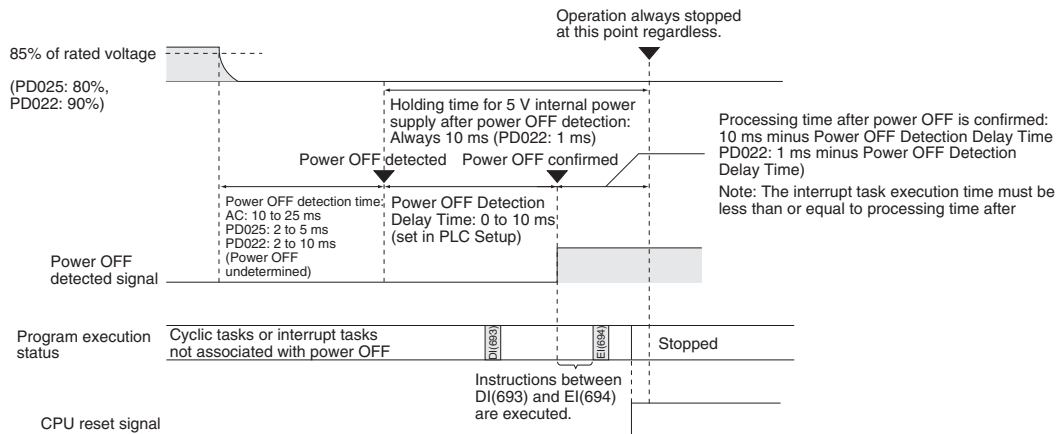 Operation always stopped
at this point regardless.
85% of rated voltage
(PD025: 80%,
PD022: 90%)
Holding time for 5 V internal power
supply after power OFF detection:
Always 10 ms (PD022: 1 ms)
Processing time after power OFF is confirmed:
10 ms minus Power OFF Detection Delay Time
PD022: 1 ms minus Power OFF Detection
Delay Time)
Note: The interrupt task execution time must be
less than or equal to processing time after
Power OFF detected
Power OFF confirmed
Power OFF detection time:
AC: 10 to 25 ms
PD025: 2 to 5 ms
PD022: 2 to 10 ms
(Power OFF
undetermined)
Power OFF Detection
Delay Time: 0 to 10 ms
(set in PLC Setup)
Power OFF
detected signal
Program execution
status
Cyclic tasks or interrupt tasks
not associated with power OFF
DI(693)
EI(694)
Stopped
Instructions between
DI(693) and EI(694)
are executed.
CPU reset signal